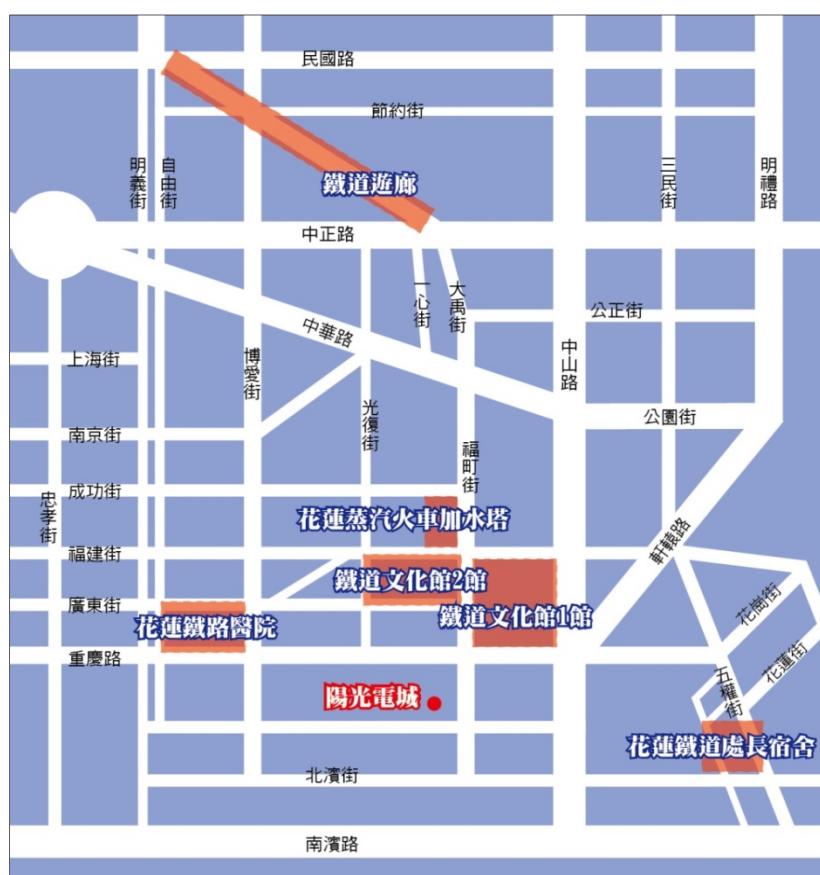 民國路
節約街
明義街
自由街
三民街
明禮路
鐵道遊廊
中正路
一心街
大禹街
公正街
中華路
中山路
上海街
博愛街
光復街
公園街
南京街
福町街
成功街
忠孝街
花蓮蒸汽火車加水塔
軒轅路
福建街
鐵道文化館2館
鐵道文化館1館
花崗街
廣東街
花蓮鐵路醫院
花蓮街
重慶路
五權街
陽光電城
花蓮鐵道處長宿舍
北濱街
南濱路